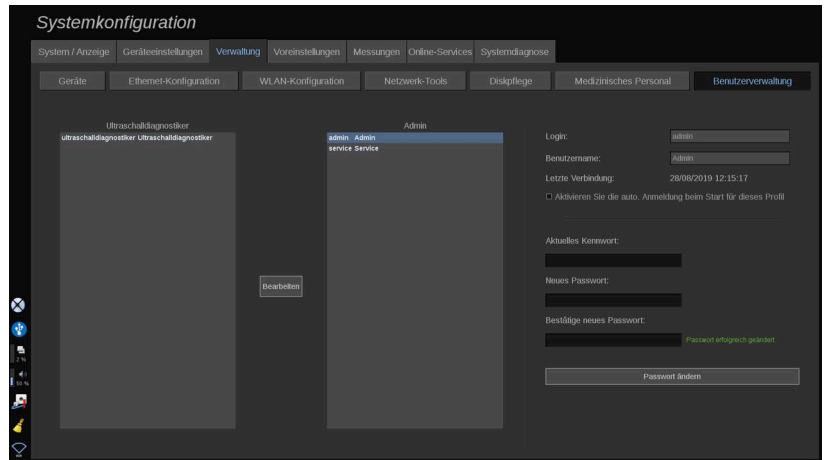 Systemkonfiguration
System / Anzeige Geräteeinstellungen Verwaltung Voreinstellungen Messungen Online-Services Systemdiagnose
Geräte Ethernet-Konfiguration WLAN-Konfiguration Netzwerk-Tools Diskpflege Medizinisches Personal Benutzerverwaltung
Ultraschalldiagnostiker Admin
ultraschalldiagnostiker Ultraschalldiagnostiker
admin Admin
service Service
Login: admin
Benutzername: Admin
Letzte Verbindung: 28/08/2019 12:15:17
Aktivieren Sie die auto. Anmeldung beim Start für dieses Profil
Aktuelles Kennwort:
Bearbeiten
Neues Passwort:
Bestätige neues Passwort:
Passwort erfolgreich geändert
Passwort ändern
2 %
50 %